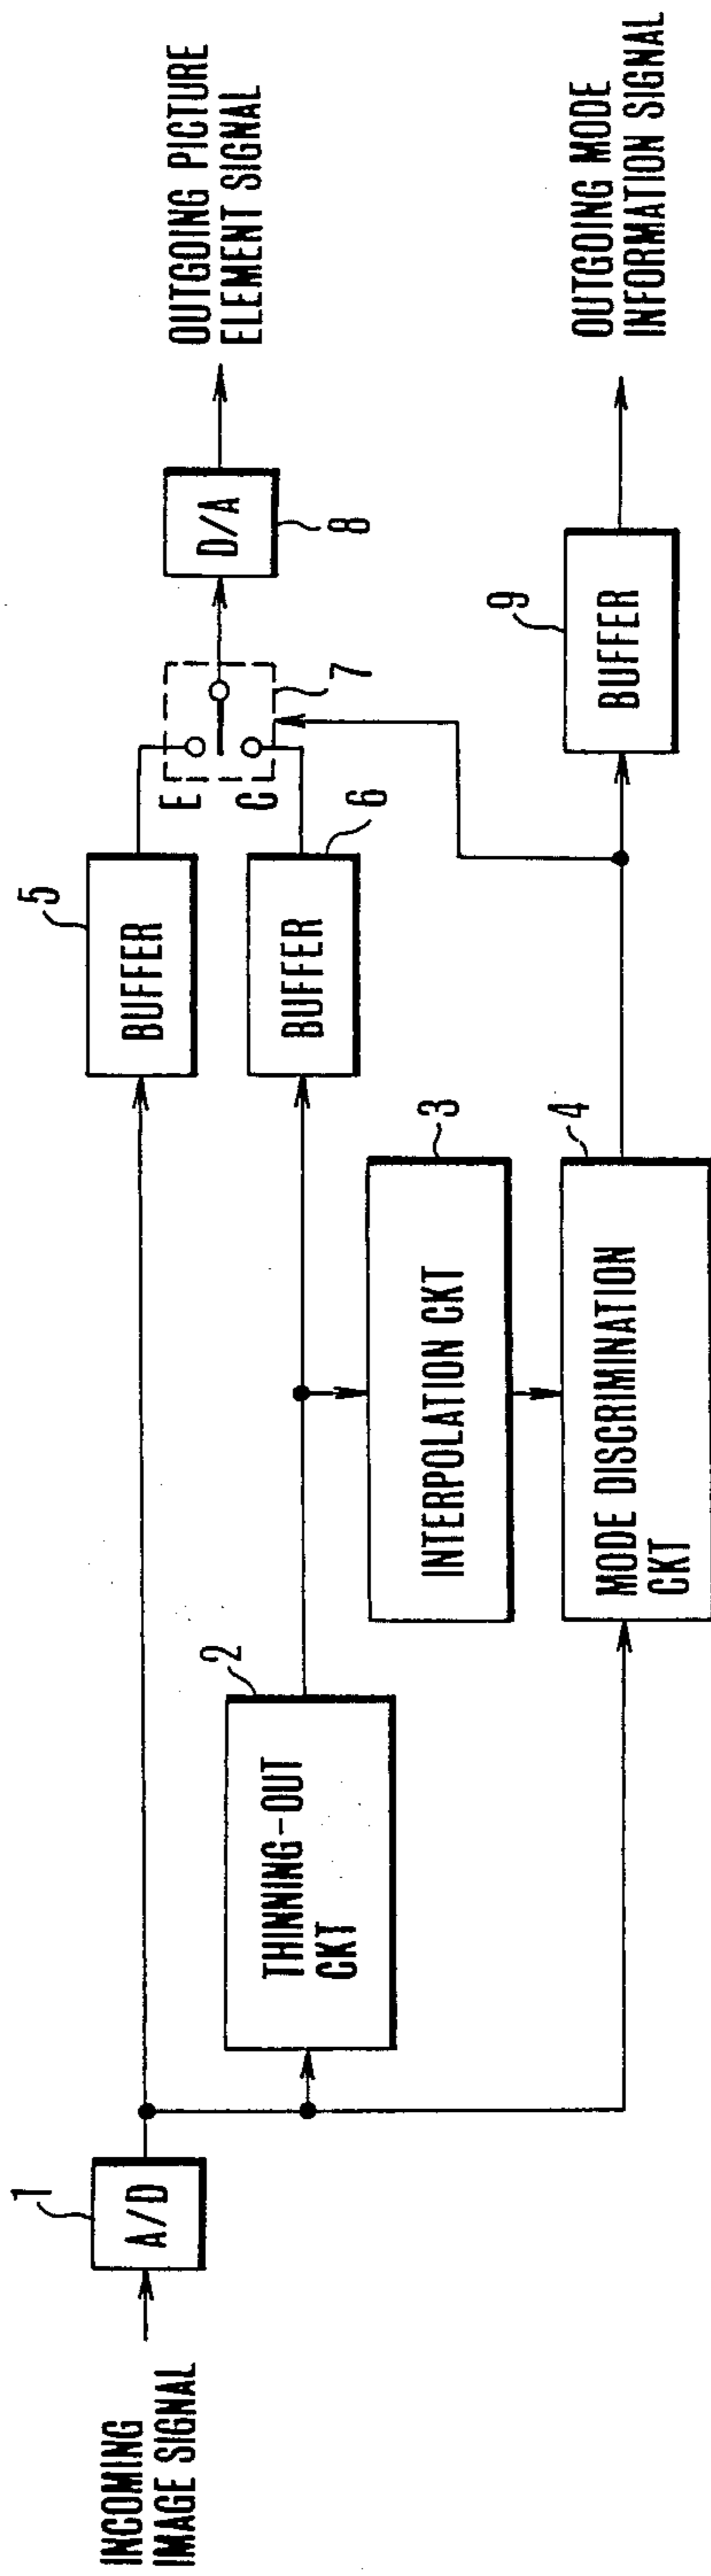 INCOMING
IMAGE SIGNAL
1
A/D
2
THINNING-OUT
CKT
3
INTERPOLATION CKT
4
MODE DISCRIMINATION
CKT
5
BUFFER
6
BUFFER
E
C
7
D/A
8
OUTGOING PICTURE
ELEMENT SIGNAL
9
BUFFER
OUTGOING MODE
INFORMATION SIGNAL